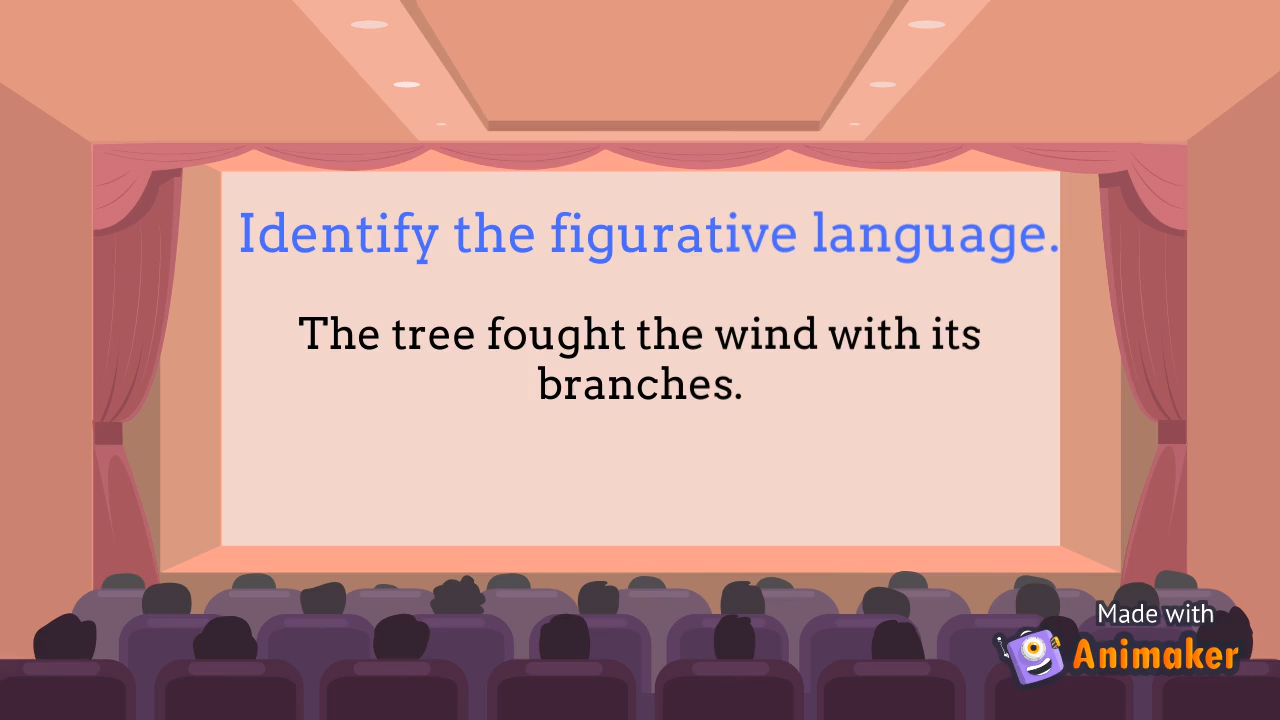 Identify the figurative language.
The tree fought the wind with its
branches.
Made with
Animaker